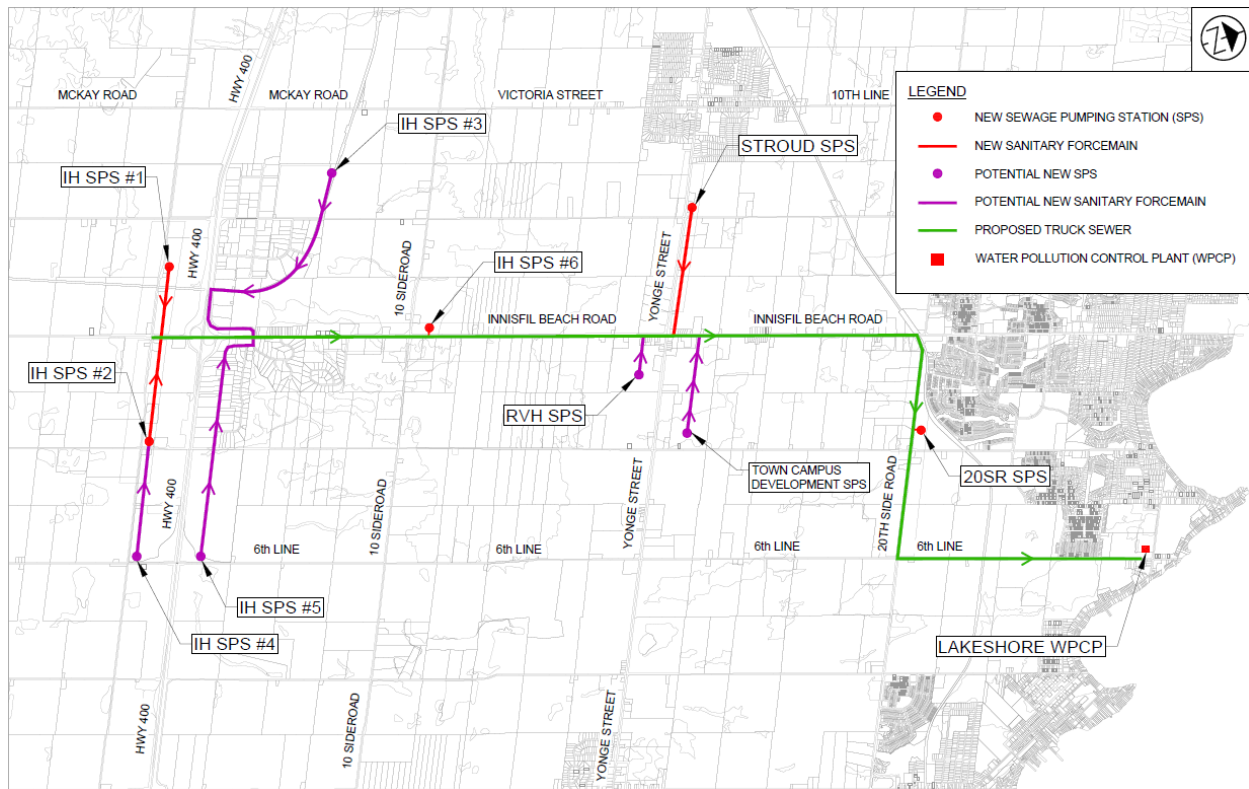 MCKAY ROAD
HWY 400
MCKAY ROAD
VICTORIA STREET
10TH LINE
Z
LEGEND
NEW SEWAGE PUMPING STATION (SPS)
NEW SANITARY FORCEMAIN
POTENTIAL NEW SPS
POTENTIAL NEW SANITARY FORCEMAIN
PROPOSED TRUCK SEWER
WATER POLLUTION CONTROL PLANT (WPCP)
IH SPS #3
STROUD SPS
IH SPS #1
HWY 400
10 SIDEROAD
IH SPS #6
YONGE STREET
INNISFIL BEACH ROAD
INNISFIL BEACH ROAD
IH SPS #2
RVH SPS
TOWN CAMPUS
DEVELOPMENT SPS
20SR SPS
HWY 400
10 SIDEROAD
YONGE STREET
20TH SIDE ROAD
6th LINE
6th LINE
6th LINE
6th LINE
IH SPS #5
IH SPS #4
LAKESHORE WPCP
HWY 400
10 SIDEROAD
YONGE STREET